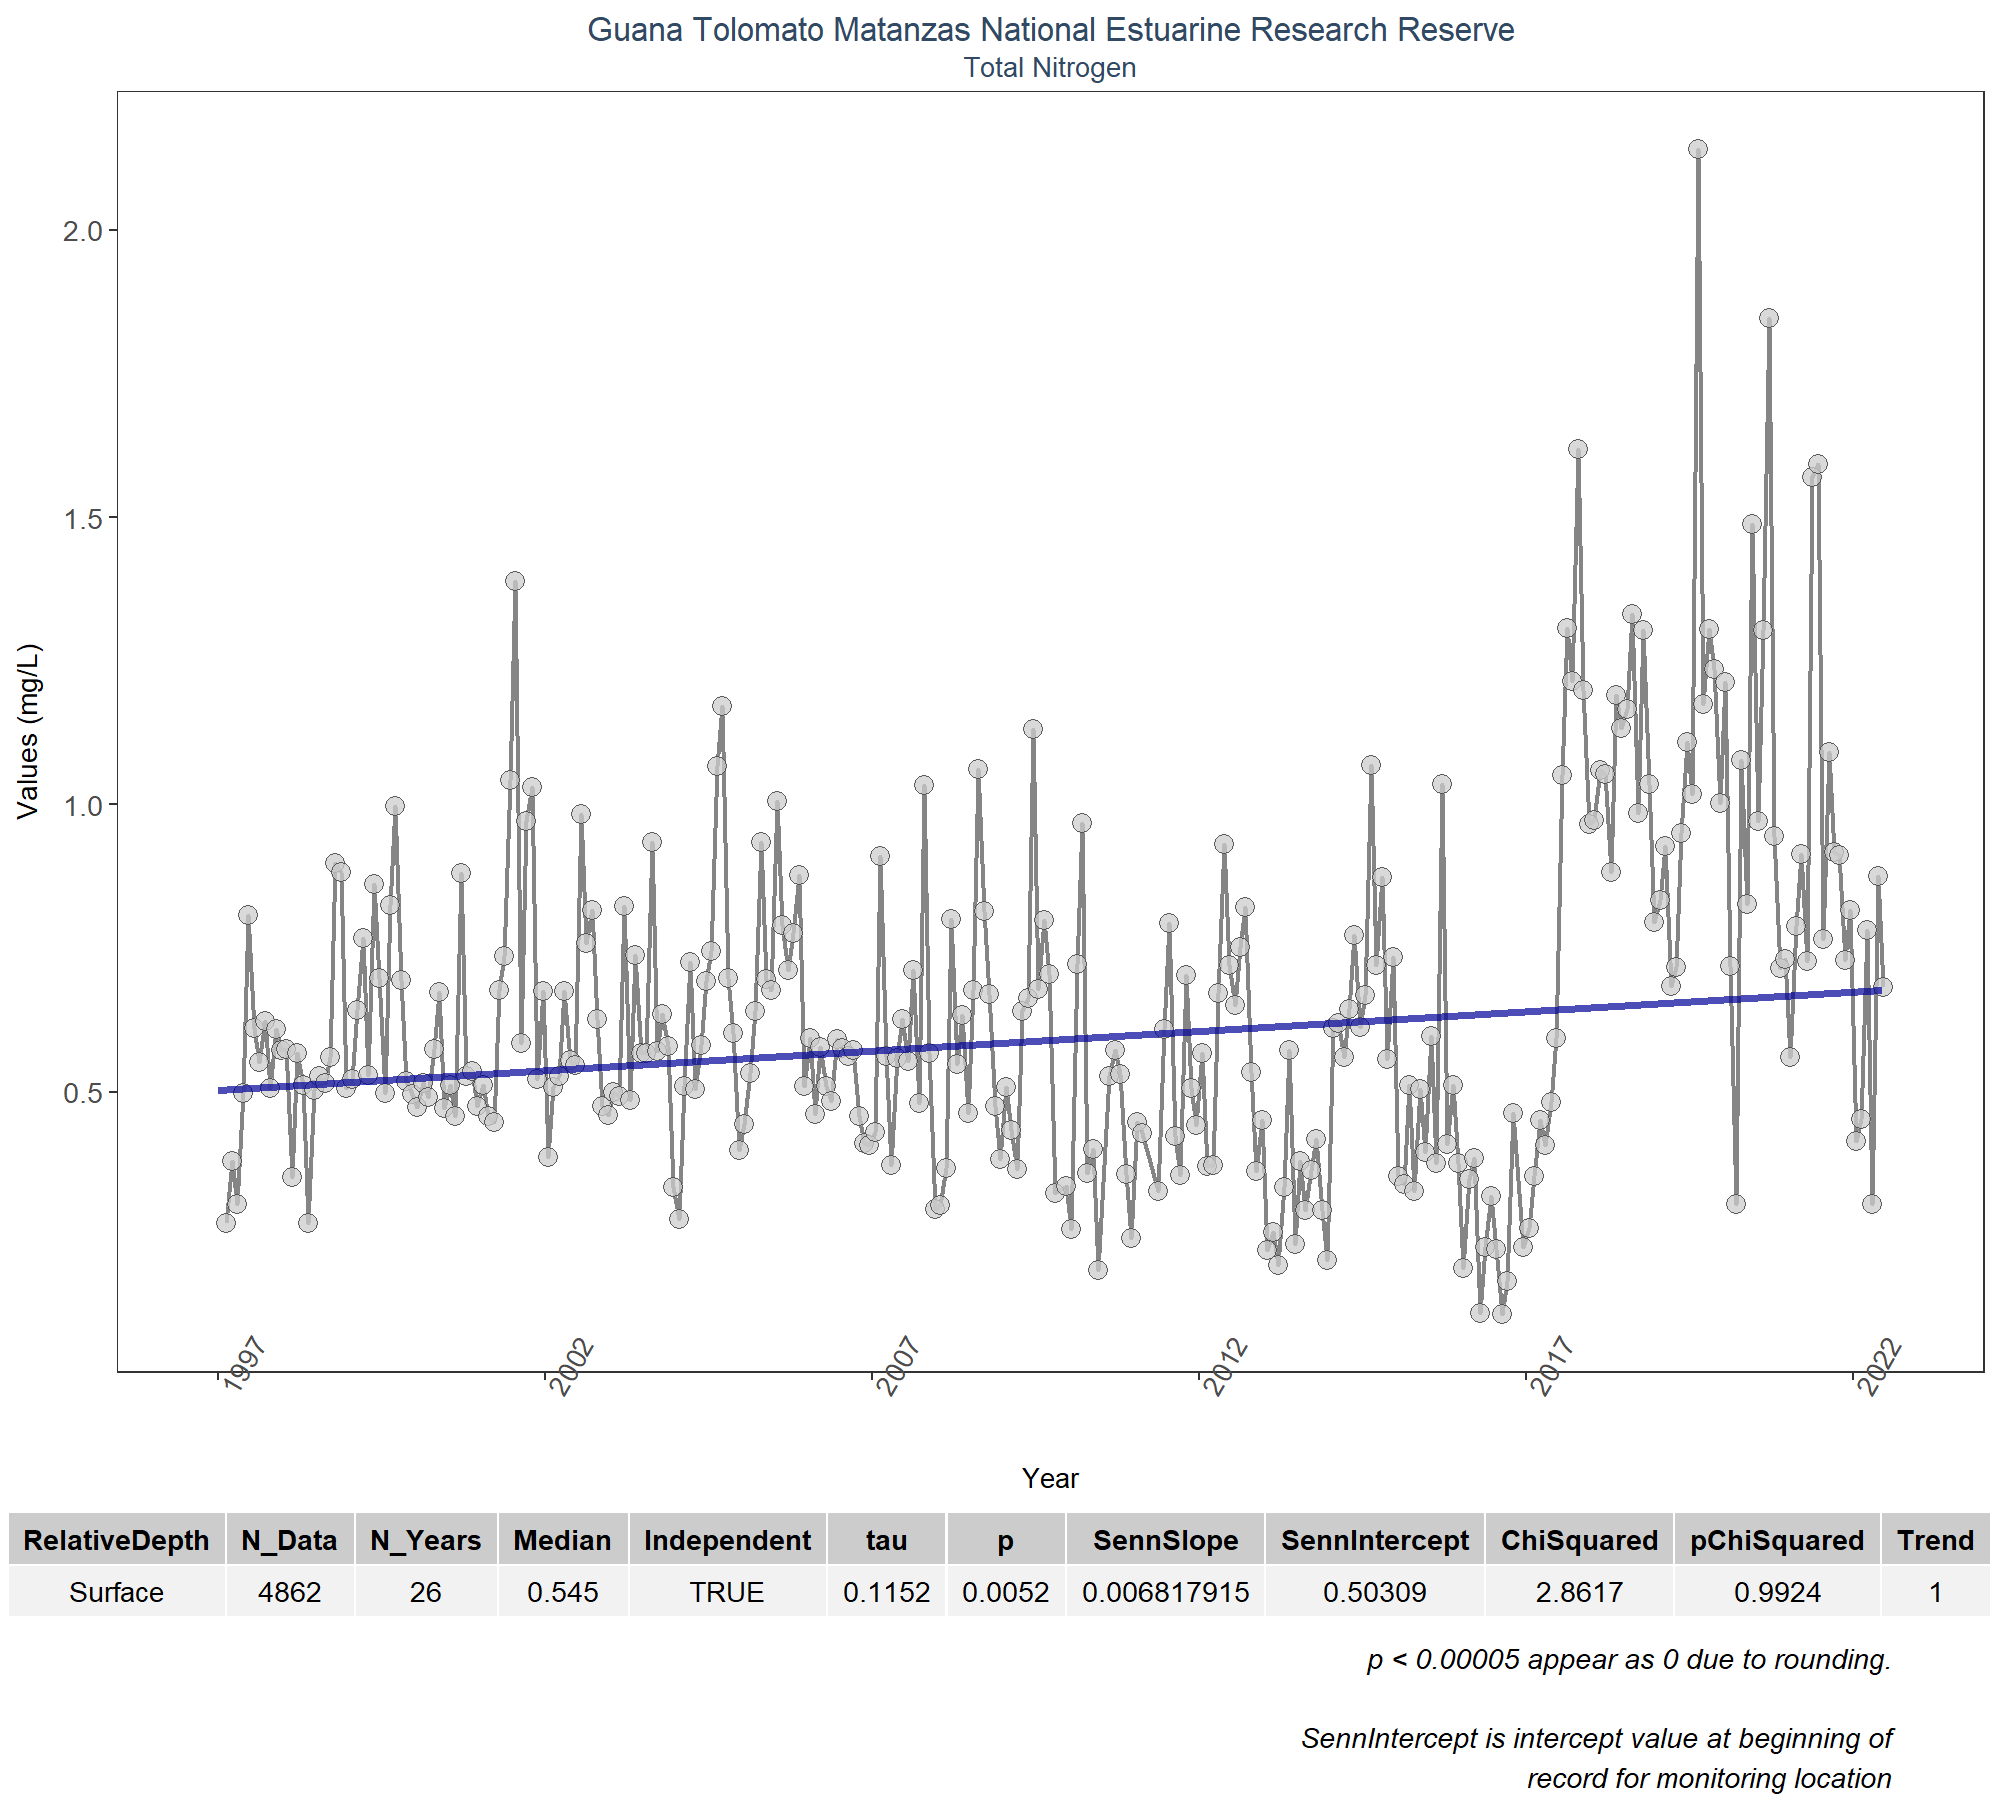 Guana Tolomato Matanzas National Estuarine Research Reserve
Total Nitrogen
2.0
1.5
1.0
0.5
Values (mg/L)
1997 2002 2007 2012 2017 2022
Year
RelativeDepth N_Data N_Years Median Independent tau p SennSlope SennIntercept ChiSquared pChiSquared Trend
Surface 4862 26 0.545 TRUE 0.1152 0.0052 0.006817915 0.50309 2.8617 0.9924 1
p < 0.00005 appear as 0 due to rounding.
SennIntercept is intercept value at beginning of
record for monitoring location